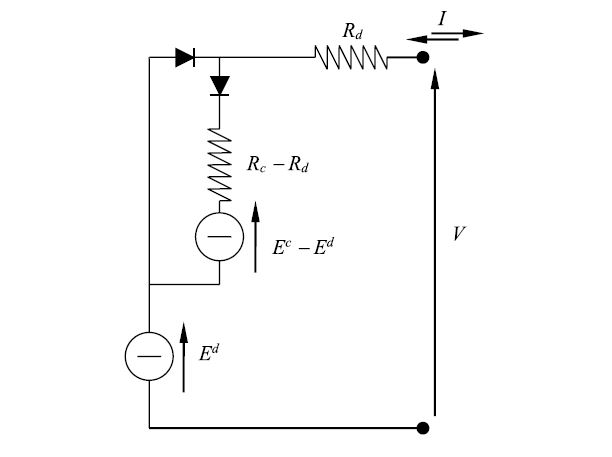 I
R_d
R_c − R_d
E^c − E^d
V
E^d